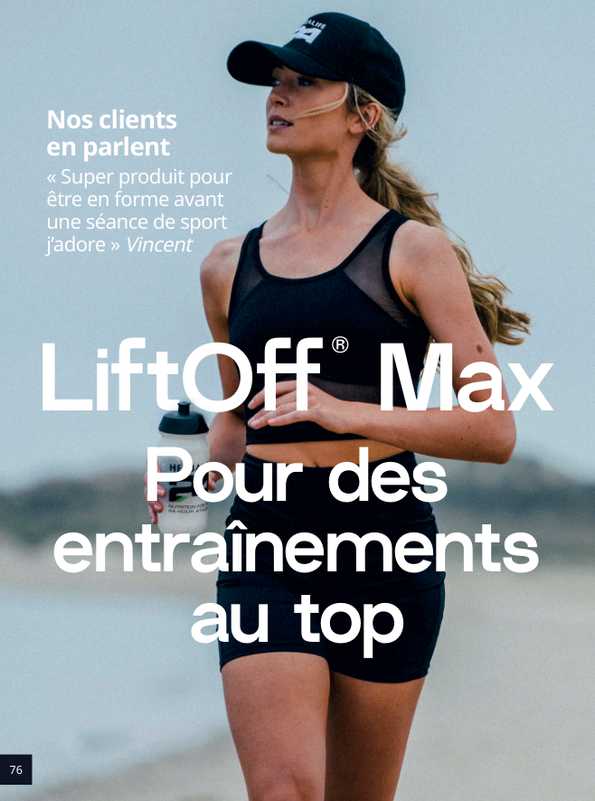 Nos clients
en parlent
« Super produit pour
être en forme avant
une séance de sport
j’adore » Vincent
LiftOff® Max
Pour des
entraînements
au top
76